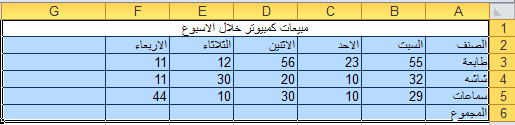 G F E D C B A
مبيعات كمبيوتر خلال الاسبوع 1
2 الصنف السبت الاحد الاثنين الثلاثاء الاربعاء
3 طابعة 55 23 56 12 11
4 شاشه 32 10 20 30 11
5 سماعات 29 10 30 10 44
6 المجموع